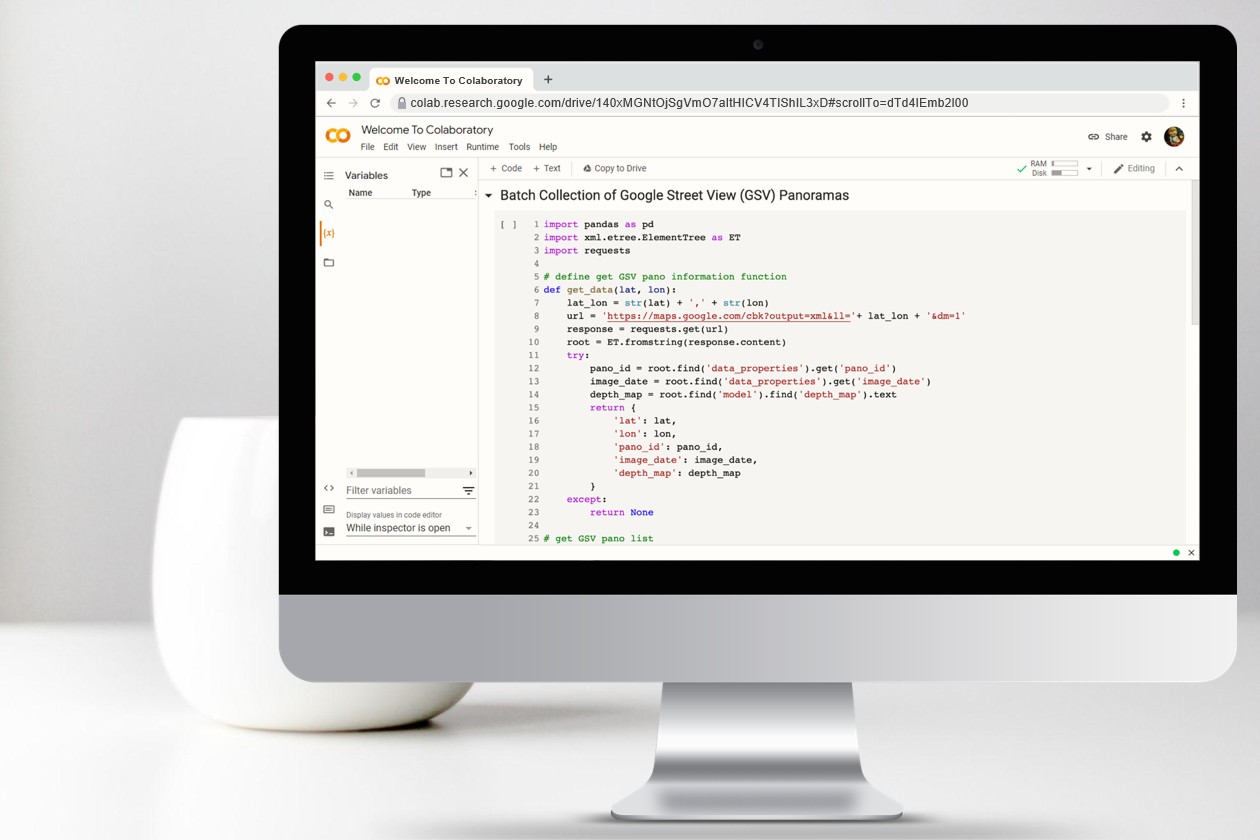 Welcome To Colaboratory
colab.research.google.com/drive/140xMGNtOjSgVmO7altHICV4TIShIL3xD#scrollTo=dTd4lEmb2l00
Welcome To Colaboratory
File Edit View Insert Runtime Tools Help
Share
Variables
Name Type
+ Code + Text Copy to Drive
RAM
Disk
Editing
Batch Collection of Google Street View (GSV) Panoramas
{x}
[ ]
1 import pandas as pd
2 import xml.etree.ElementTree as ET
3 import requests
4
5 # define get GSV pano information function
6 def get_data(lat, lon):
7 lat_lon = str(lat) + ',' + str(lon)
8 url = 'https://maps.google.com/cbk?output=xml&ll='+ lat_lon + '&dm=1'
9 response = requests.get(url)
10 root = ET.fromstring(response.content)
11 try:
12 pano_id = root.find('data_properties').get('pano_id')
13 image_date = root.find('data_properties').get('image_date')
14 depth_map = root.find('model').find('depth_map').text
15 return {
16 'lat': lat,
17 'lon': lon,
18 'pano_id': pano_id,
19 'image_date': image_date,
20 'depth_map': depth_map
21 }
22 except:
23 return None
24
25 # get GSV pano list
Filter variables
Display values in code editor
While inspector is open